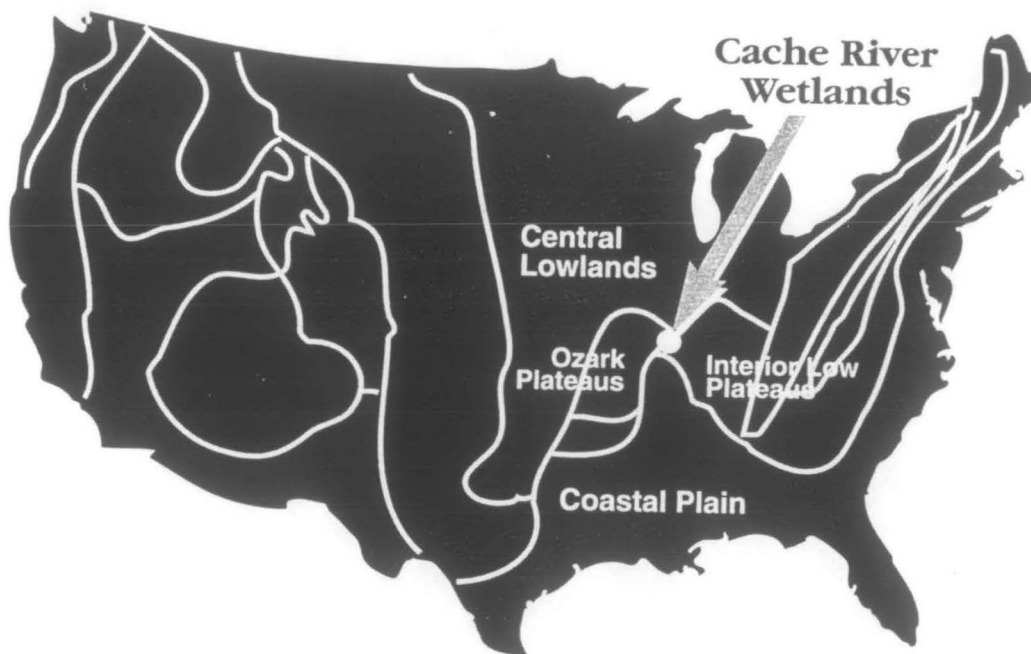 Cache River
Wetlands
Central
Lowlands
Ozark
Plateaus
Interior Low
Plateaus
Coastal Plain